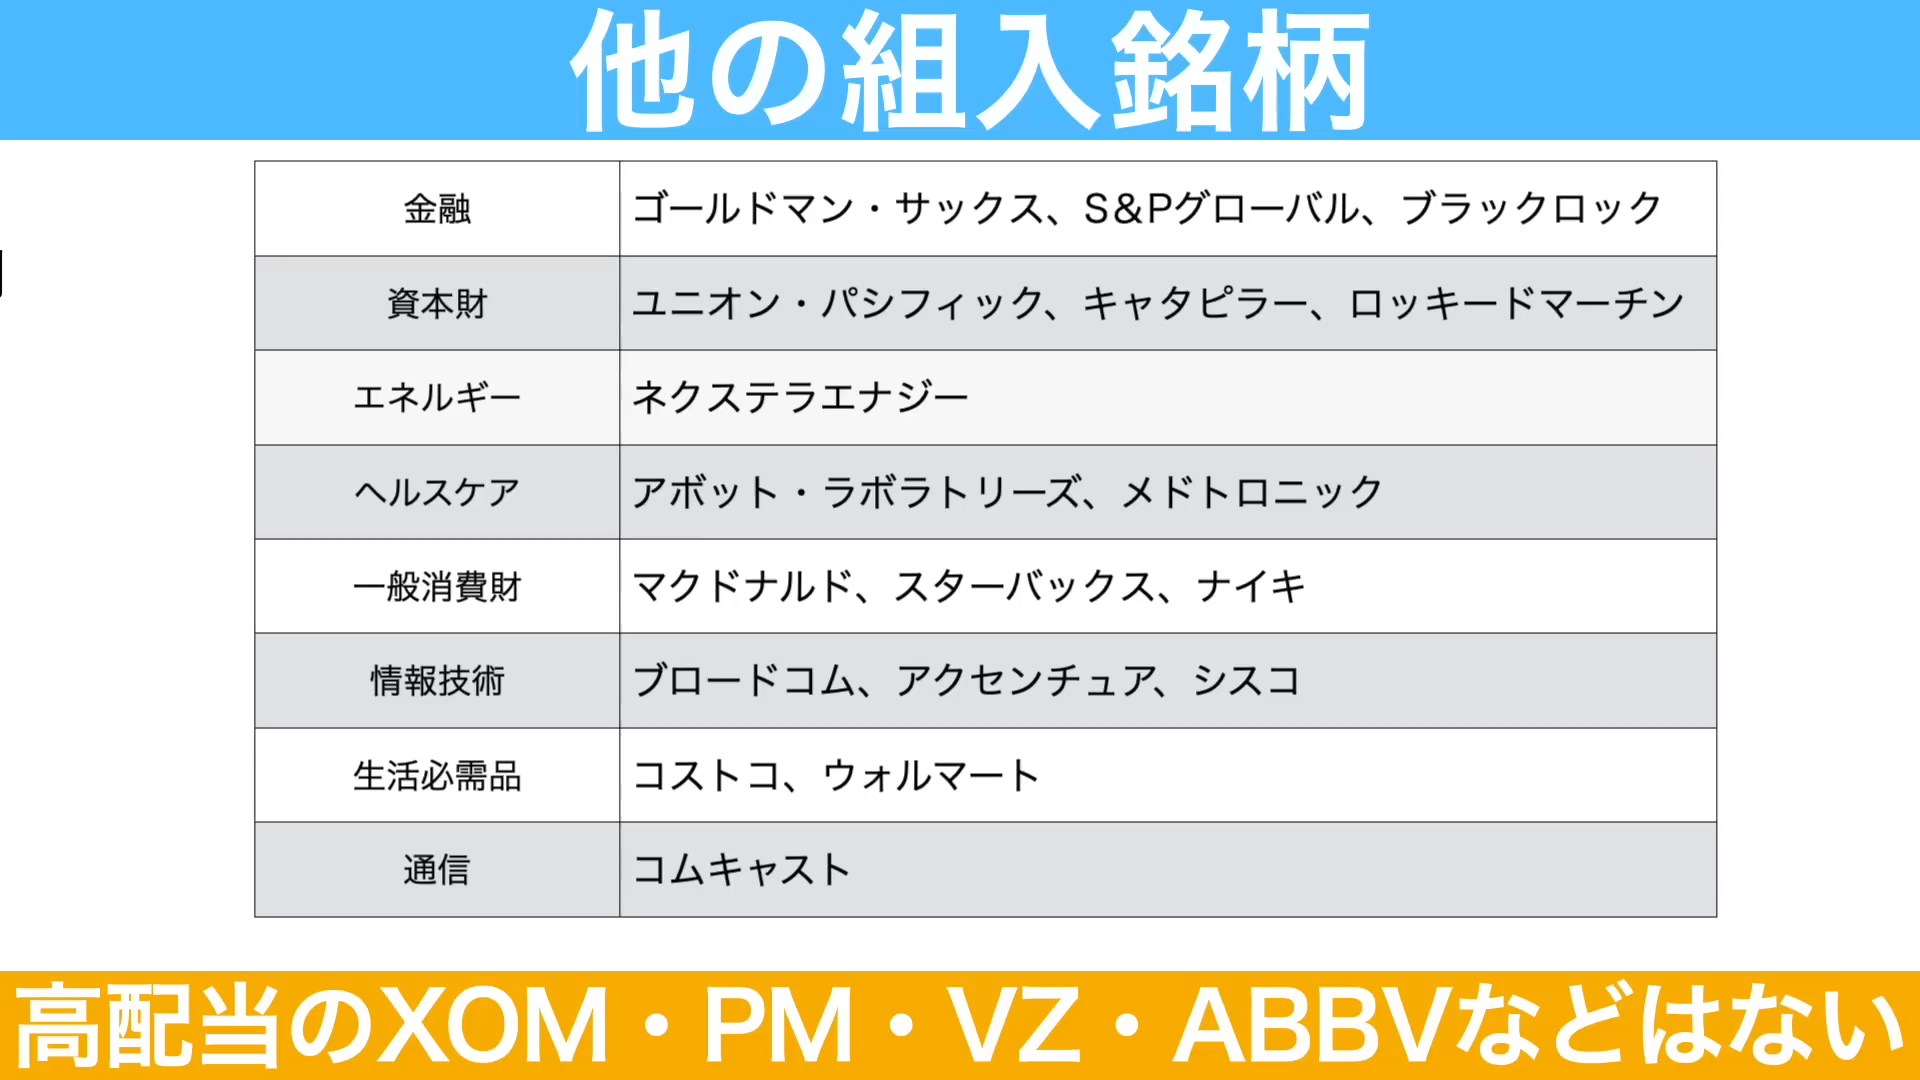 他の組入銘柄
金融 ゴールドマン・サックス、S&Pグローバル、ブラックロック
資本財 ユニオン・パシフィック、キャタピラー、ロッキードマーチン
エネルギー ネクステラエナジー
ヘルスケア アボット・ラボラトリーズ、メドトロニック
一般消費財 マクドナルド、スターバックス、ナイキ
情報技術 ブロードコム、アクセンチュア、シスコ
生活必需品 コストコ、ウォルマート
通信 コムキャスト
高配当のXOM・PM・VZ・ABBVなどはない